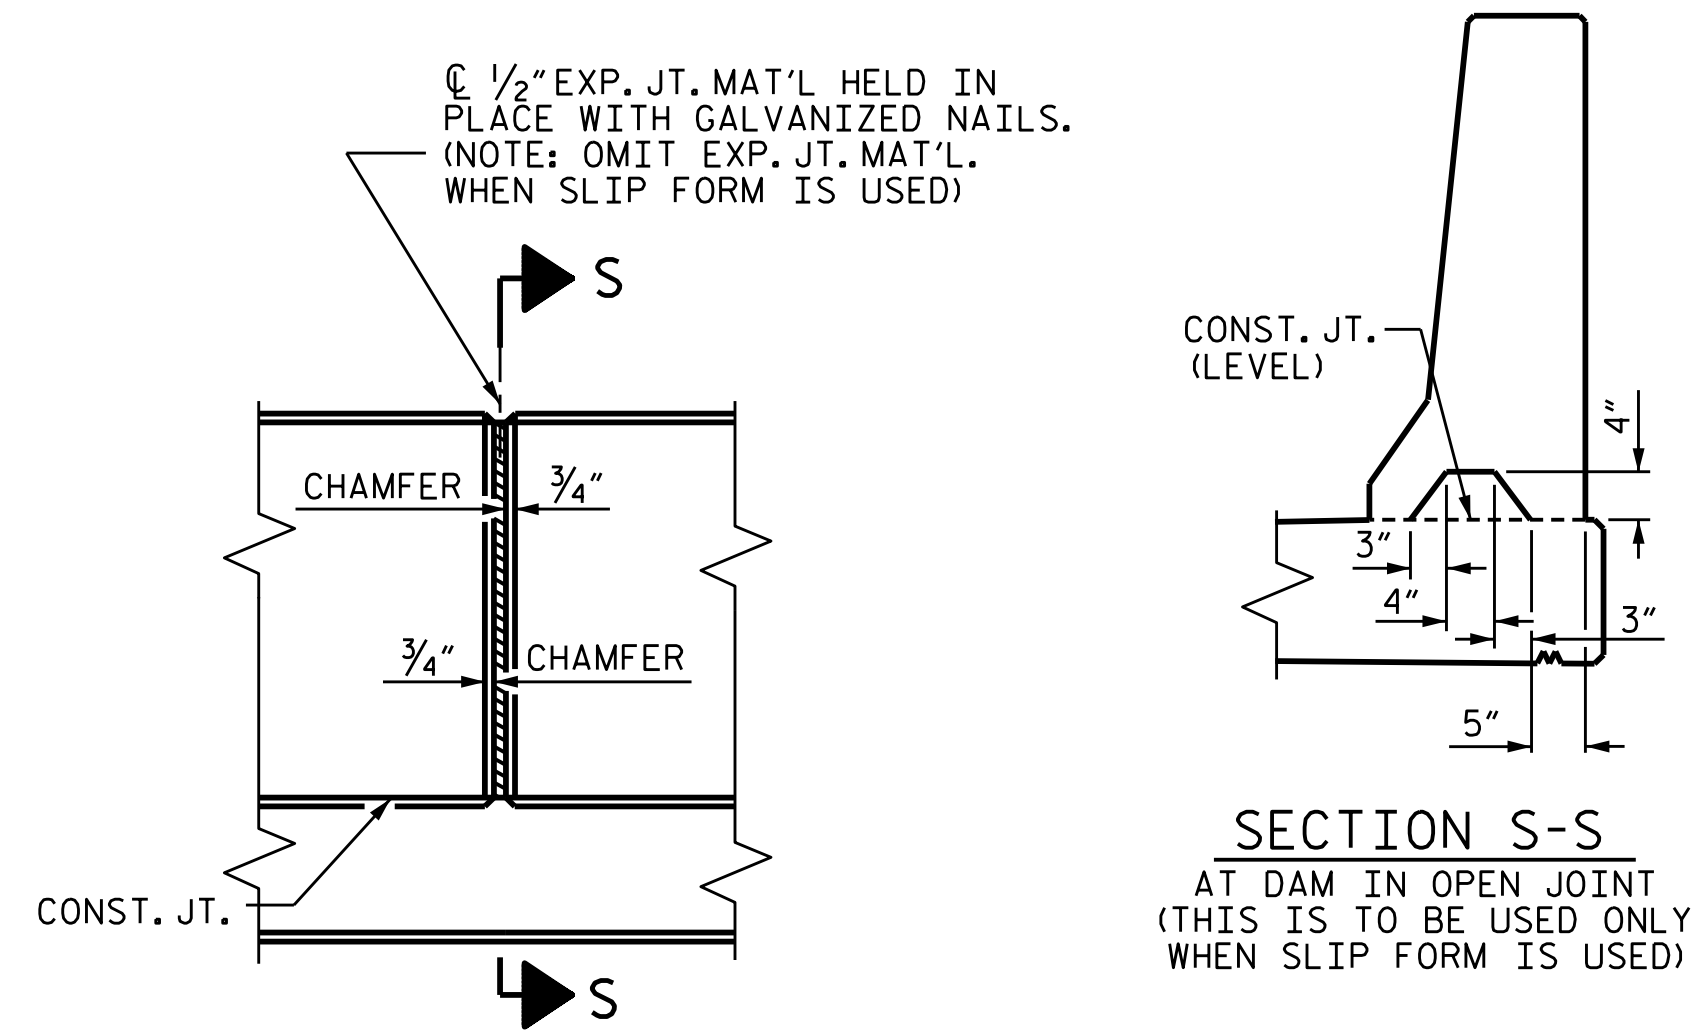 ℄ 1/2" EXP. JT. MAT'L HELD IN
PLACE WITH GALVANIZED NAILS.
(NOTE: OMIT EXP. JT. MAT'L.
WHEN SLIP FORM IS USED)
S
CHAMFER
3/4"
3/4"
CHAMFER
CONST. JT.
S
CONST. JT.
(LEVEL)
4"
3"
4"
3"
5"
SECTION S-S
AT DAM IN OPEN JOINT
(THIS IS TO BE USED ONLY
WHEN SLIP FORM IS USED)